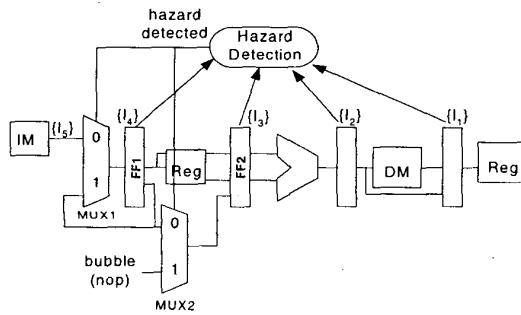 hazard
detected
Hazard
Detection
{I5}
{I4}
{I3}
{I2}
{I1}
IM
0
1
MUX1
FF1
Reg
FF2
DM
Reg
0
1
bubble
(nop)
MUX2